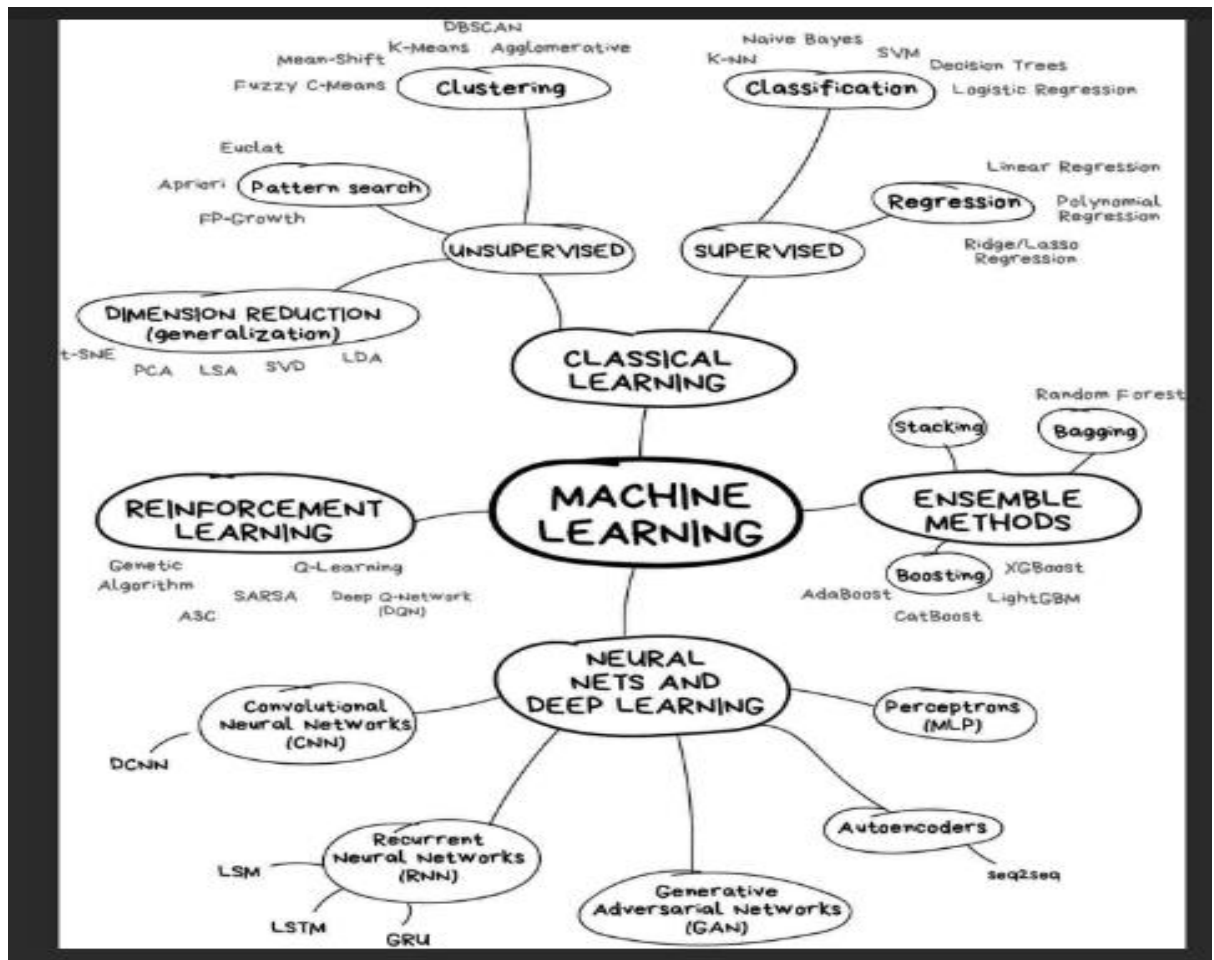 DBSCAN
K-Means
Agglomerative
Mean-Shift
Fuzzy C-Means
Clustering
Naive Bayes
SVM
K-NN
Decision Trees
Classification
Logistic Regression
Euclat
Apriori
Pattern search
FP-Growth
Linear Regression
Regression
Polynomial
Regression
Ridge/Lasso
Regression
UNSUPERVISED
SUPERVISED
DIMENSION REDUCTION
(generalization)
t-SNE
PCA
LSA
SVD
LDA
CLASSICAL
LEARNING
Random Forest
Stacking
Bagging
MACHINE
LEARNING
REINFORCEMENT
LEARNING
ENSEMBLE
METHODS
Genetic
Algorithm
Q-Learning
SARSA
Deep Q-Network
(DQN)
A3C
Boosting
XGBoost
AdaBoost
LightGBM
CatBoost
NEURAL
NETS AND
DEEP LEARNING
Convolutional
Neural Networks
(CNN)
DCNN
Perceptrons
(MLP)
Autoencoders
seq2seq
Recurrent
Neural Networks
(RNN)
LSM
LSTM
GRU
Generative
Adversarial Networks
(GAN)